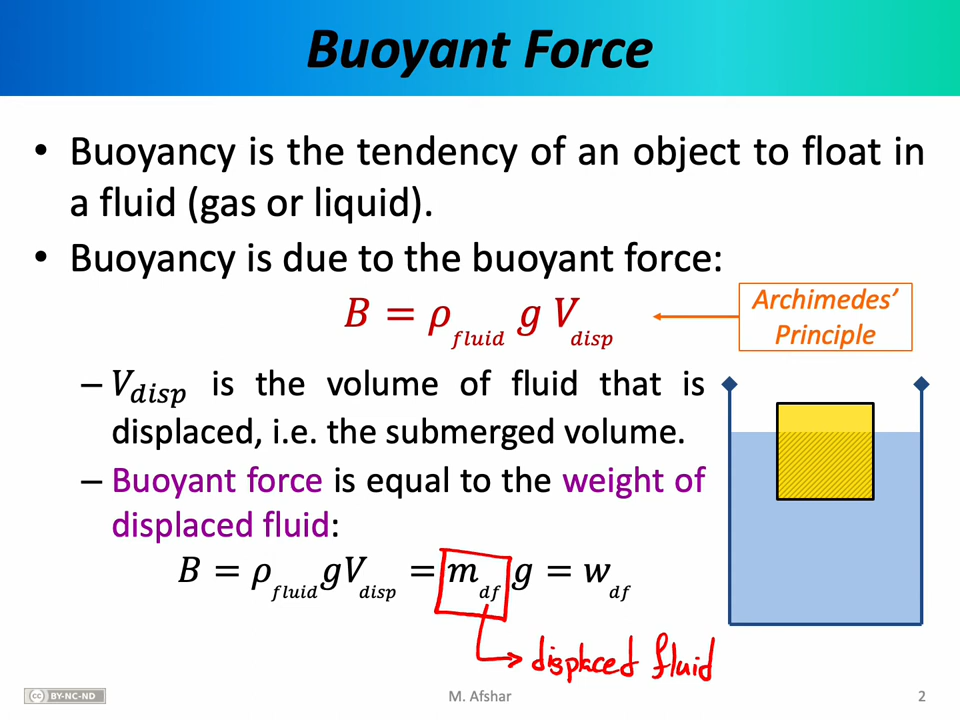 Buoyant Force
• Buoyancy is the tendency of an object to float in
a fluid (gas or liquid).
• Buoyancy is due to the buoyant force:
B = ρ_fluid g V_disp
Archimedes’
Principle
– V_disp is the volume of fluid that is
displaced, i.e. the submerged volume.
– Buoyant force is equal to the weight of
displaced fluid:
B = ρ_fluid gV_disp = m_df g = w_df
displaced fluid
cc BY-NC-ND
M. Afshar
2